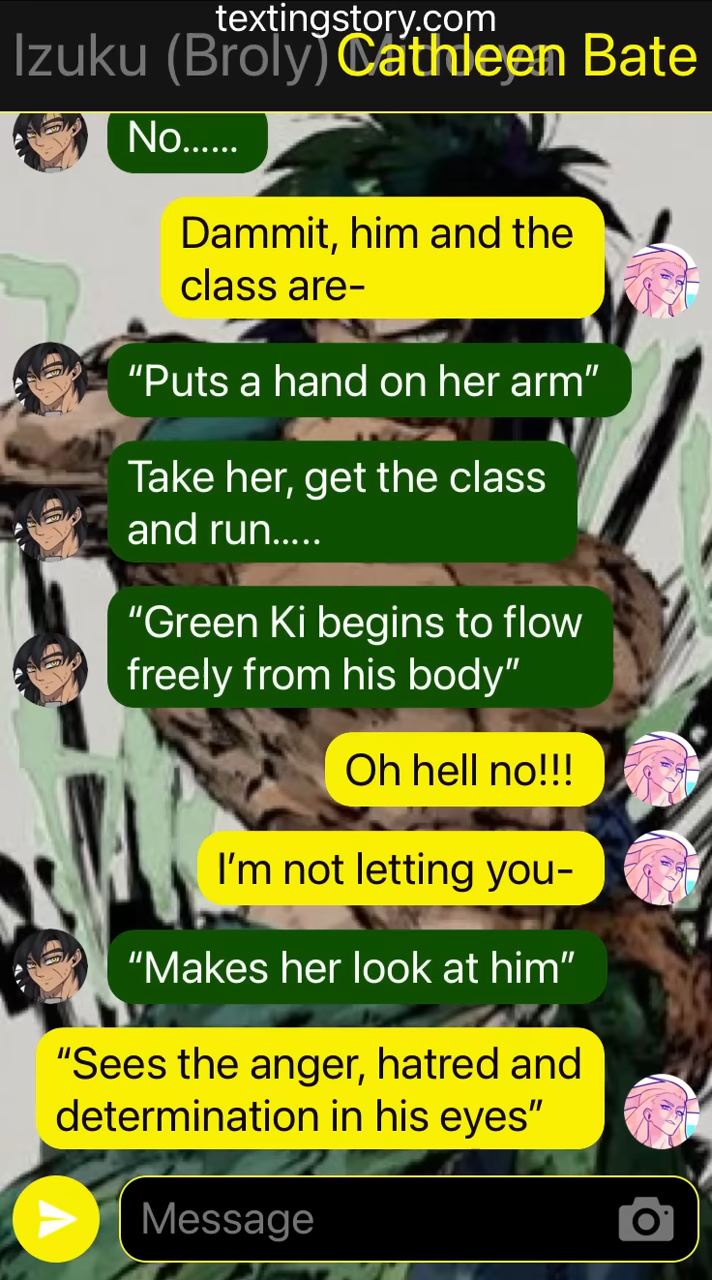 textingstory.com
Izuku (Broly) Midoriya
Cathleen Bate
No......
Dammit, him and the
class are-
“Puts a hand on her arm”
Take her, get the class
and run.....
“Green Ki begins to flow
freely from his body”
Oh hell no!!!
I’m not letting you-
“Makes her look at him”
“Sees the anger, hatred and
determination in his eyes”
Message